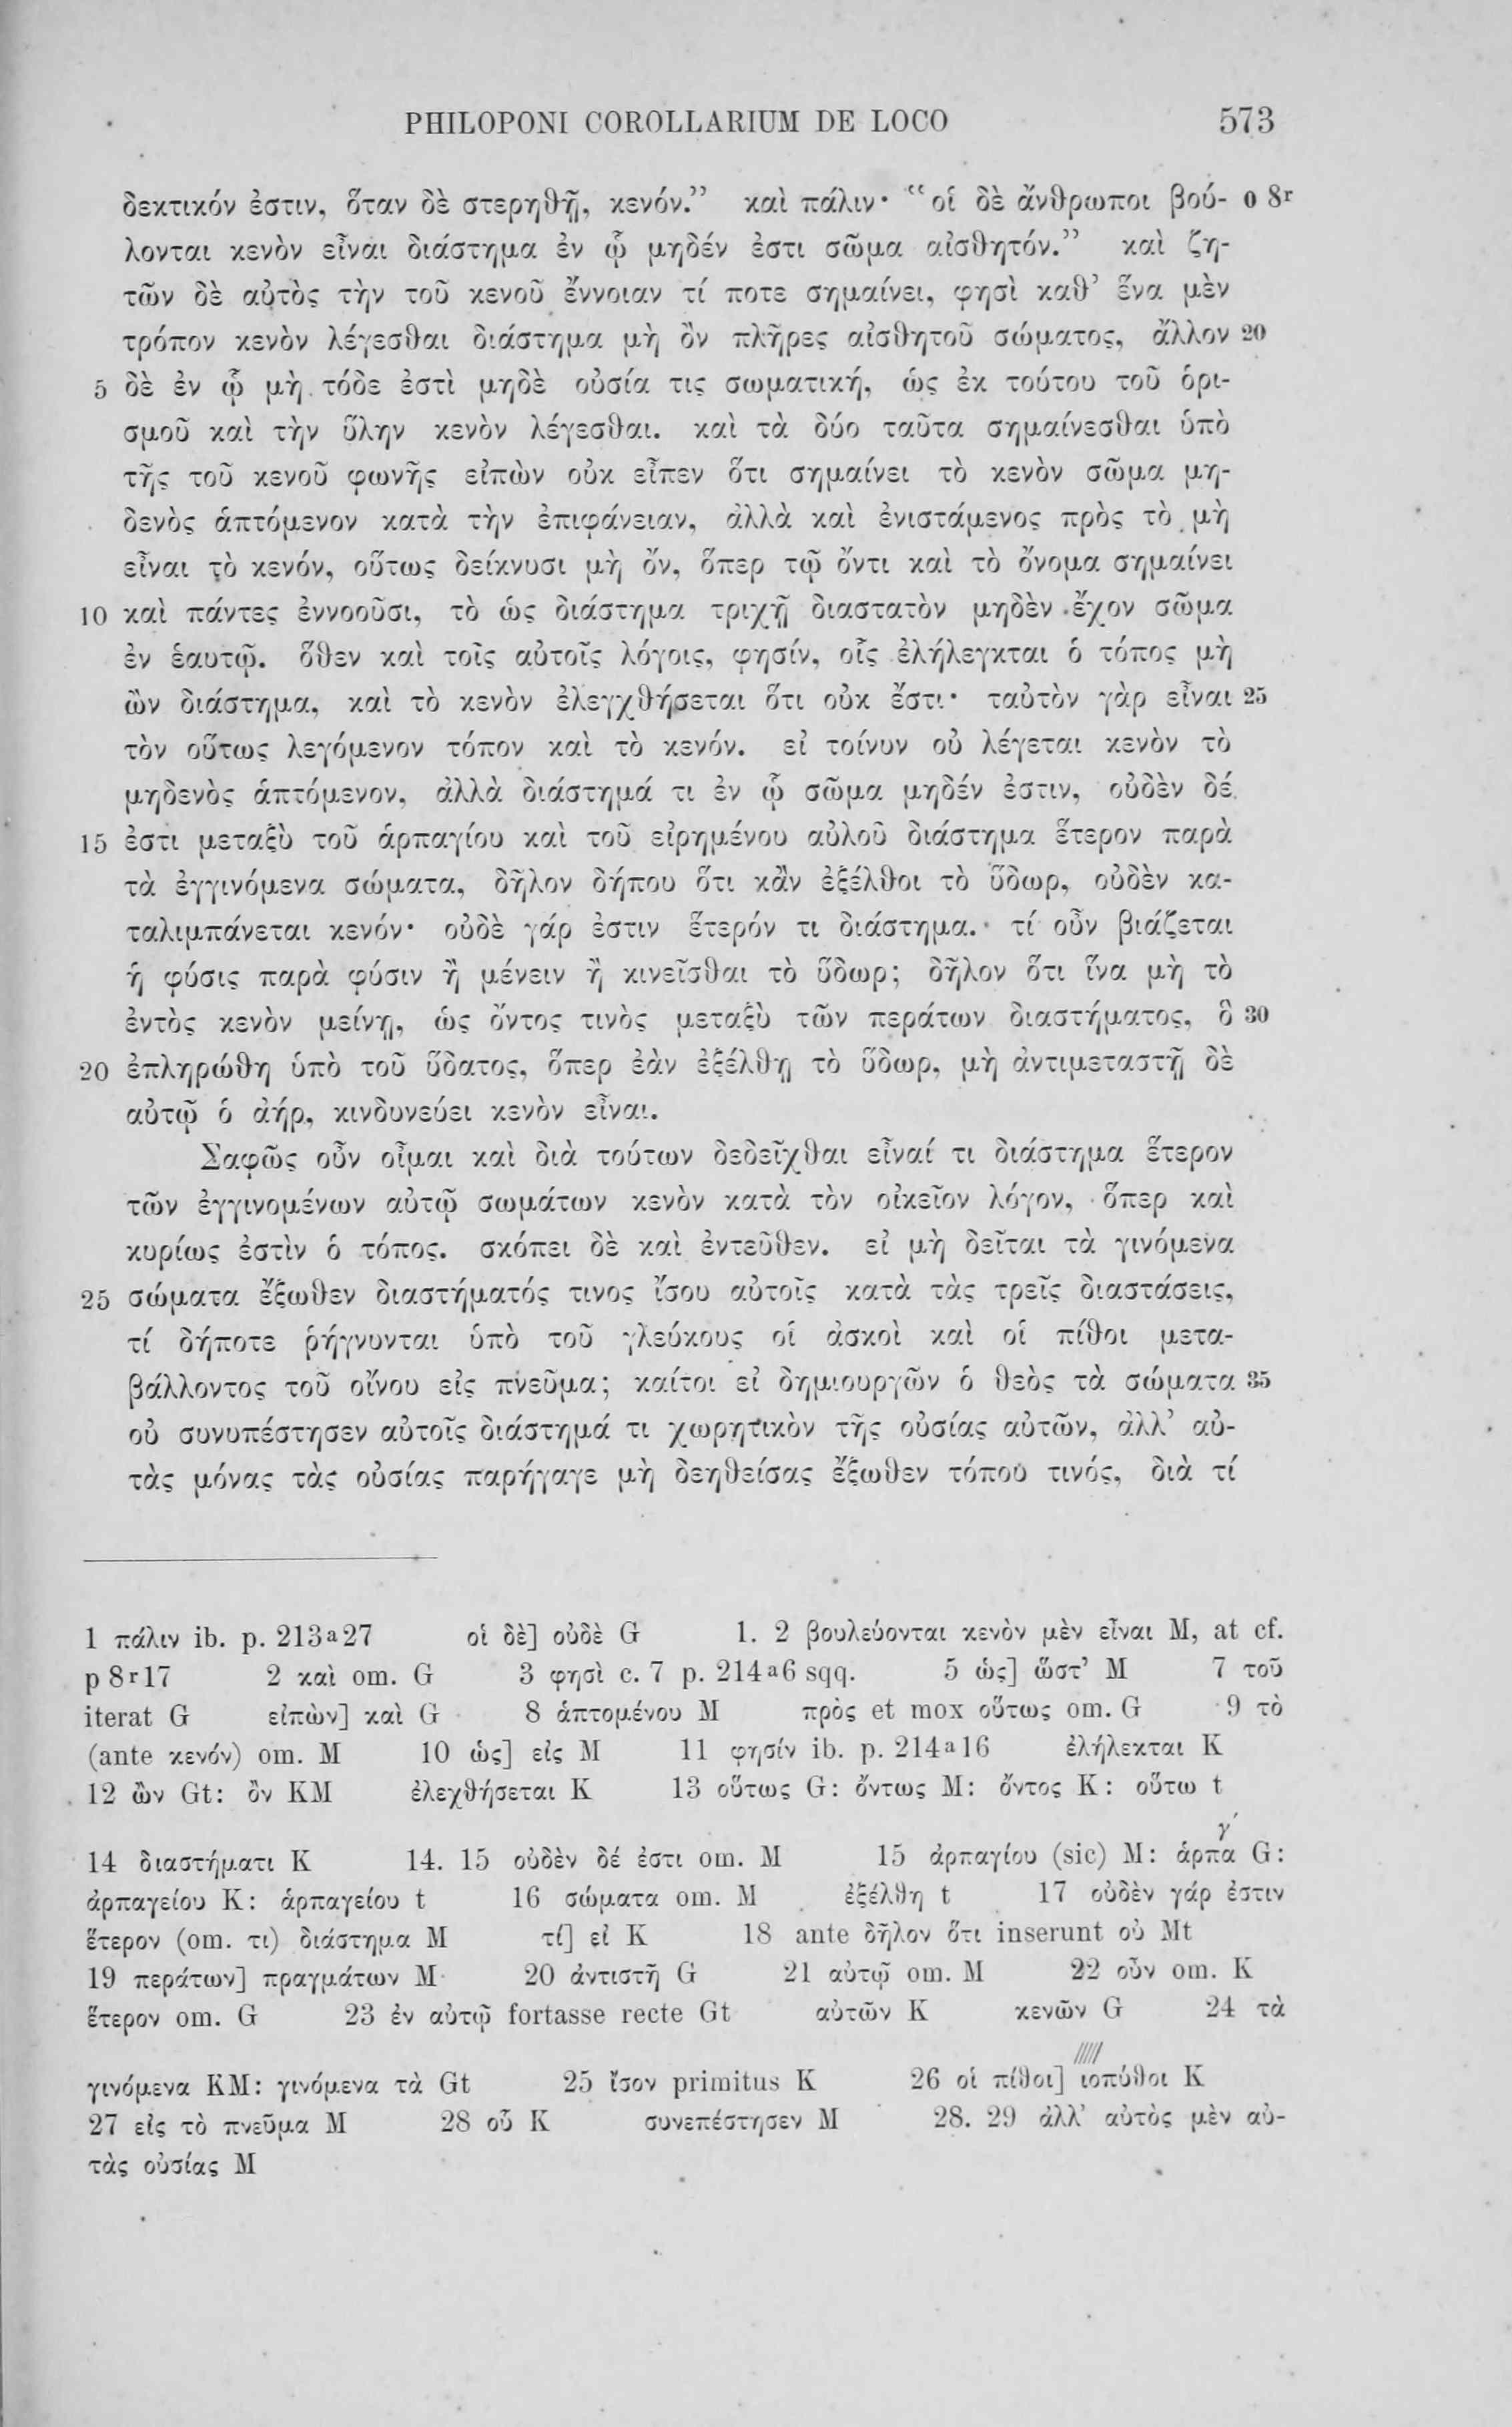 PHILOPONI COROLLARIUM DE LOCO 573
δεκτικόν ἐστιν, ὅταν δὲ στερηθῇ, κενόν.” καὶ πάλιν· “οἱ δὲ ἄνθρωποι βού- o 8r
λονται κενὸν εἶναι διάστημα ἐν ᾧ μηδέν ἐστι σῶμα αἰσθητόν.” καὶ ζη-
τῶν δὲ αὐτὸς τὴν τοῦ κενοῦ ἔννοιαν τί ποτε σημαίνει, φησὶ καθ’ ἕνα μὲν
τρόπον κενὸν λέγεσθαι διάστημα μὴ ὂν πλῆρες αἰσθητοῦ σώματος, ἄλλον 20
5 δὲ ἐν ᾧ μὴ τόδε ἐστὶ μηδὲ οὐσία τις σωματική, ὡς ἐκ τούτου τοῦ ὁρι-
σμοῦ καὶ τὴν ὕλην κενὸν λέγεσθαι. καὶ τὰ δύο ταῦτα σημαίνεσθαι ὑπὸ
τῆς τοῦ κενοῦ φωνῆς εἰπὼν οὐκ εἶπεν ὅτι σημαίνει τὸ κενὸν σῶμα μη-
δενὸς ἁπτόμενον κατὰ τὴν ἐπιφάνειαν, ἀλλὰ καὶ ἐνιστάμενος πρὸς τὸ μὴ
εἶναι τὸ κενόν, οὕτως δείκνυσι μὴ ὄν, ὅπερ τῷ ὄντι καὶ τὸ ὄνομα σημαίνει
10 καὶ πάντες ἐννοοῦσι, τὸ ὡς διάστημα τριχῇ διαστατὸν μηδὲν ἔχον σῶμα
ἐν ἑαυτῷ. ὅθεν καὶ τοῖς αὐτοῖς λόγοις, φησίν, οἷς ἐλήλεγκται ὁ τόπος μὴ
ὢν διάστημα, καὶ τὸ κενὸν ἐλεγχθήσεται ὅτι οὐκ ἔστι· ταὐτὸν γὰρ εἶναι 25
τὸν οὕτως λεγόμενον τόπον καὶ τὸ κενόν. εἰ τοίνυν οὐ λέγεται κενὸν τὸ
μηδενὸς ἁπτόμενον, ἀλλὰ διάστημά τι ἐν ᾧ σῶμα μηδέν ἐστιν, οὐδὲν δέ
15 ἐστι μεταξὺ τοῦ ἁρπαγίου καὶ τοῦ εἰρημένου αὐλοῦ διάστημα ἕτερον παρὰ
τὰ ἐγγινόμενα σώματα, δῆλον δήπου ὅτι κἂν ἐξέλθοι τὸ ὕδωρ, οὐδὲν κα-
ταλιμπάνεται κενόν· οὐδὲ γάρ ἐστιν ἕτερόν τι διάστημα. τί οὖν βιάζεται
ἡ φύσις παρὰ φύσιν ἢ μένειν ἢ κινεῖσθαι τὸ ὕδωρ; δῆλον ὅτι ἵνα μὴ τὸ
ἐντὸς κενὸν μείνῃ, ὡς ὄντος τινὸς μεταξὺ τῶν περάτων διαστήματος, ὃ 30
20 ἐπληρώθη ὑπὸ τοῦ ὕδατος, ὅπερ ἐὰν ἐξέλθῃ τὸ ὕδωρ, μὴ ἀντιμεταστῇ δὲ
αὐτῷ ὁ ἀήρ, κινδυνεύει κενὸν εἶναι.
Σαφῶς οὖν οἶμαι καὶ διὰ τούτων δεδεῖχθαι εἶναί τι διάστημα ἕτερον
τῶν ἐγγινομένων αὐτῷ σωμάτων κενὸν κατὰ τὸν οἰκεῖον λόγον, ὅπερ καὶ
κυρίως ἐστὶν ὁ τόπος. σκόπει δὲ καὶ ἐντεῦθεν. εἰ μὴ δεῖται τὰ γινόμενα
25 σώματα ἔξωθεν διαστήματός τινος ἴσου αὐτοῖς κατὰ τὰς τρεῖς διαστάσεις,
τί δήποτε ῥήγνυνται ὑπὸ τοῦ γλεύκους οἱ ἀσκοὶ καὶ οἱ πίθοι μετα-
βάλλοντος τοῦ οἴνου εἰς πνεῦμα; καίτοι εἰ δημιουργῶν ὁ θεὸς τὰ σώματα 35
οὐ συνυπέστησεν αὐτοῖς διάστημά τι χωρητικὸν τῆς οὐσίας αὐτῶν, ἀλλ’ αὐ-
τὰς μόνας τὰς οὐσίας παρήγαγε μὴ δεηθείσας ἔξωθεν τόπου τινός, διὰ τί
1 πάλιν ib. p. 213a27 οἱ δὲ] οὐδὲ G 1. 2 βουλεύονται κενὸν μὲν εἶναι M, at cf.
p 8r17 2 καὶ om. G 3 φησὶ c. 7 p. 214a6 sqq. 5 ὡς] ὥστ’ M 7 τοῦ
iterat G εἰπὼν] καὶ G 8 ἁπτομένου M πρὸς et mox οὕτως om. G 9 τὸ
(ante κενόν) om. M 10 ὡς] εἰς M 11 φησίν ib. p. 214a16 ἐλήλεκται K
12 ὢν Gt: ὂν KM ἐλεχθήσεται K 13 οὕτως G: ὄντως M: ὄντος K: οὕτω t
14 διαστήματι K 14. 15 οὐδὲν δέ ἐστι om. M 15 ἀρπαγίου (sic) M: ἁρπαγ´ G:
ἀρπαγείου K: ἁρπαγείου t 16 σώματα om. M ἐξέλθη t 17 οὐδὲν γάρ ἐστιν
ἕτερον (om. τι) διάστημα M τί] εἰ K 18 ante δῆλον ὅτι inserunt οὐ Mt
19 περάτων] πραγμάτων M 20 ἀντιστῆ G 21 αὐτῷ om. M 22 οὖν om. K
ἕτερον om. G 23 ἐν αὐτῷ fortasse recte Gt αὐτῶν K κενῶν G 24 τὰ
γινόμενα KM: γινόμενα τὰ Gt 25 ἴσον primitus K 26 οἱ πίθοι] ιοπύθοι K
27 εἰς τὸ πνεῦμα M 28 οὗ K συνεπέστησεν M 28. 29 ἀλλ’ αὐτὸς μὲν αὐ-
τὰς οὐσίας M